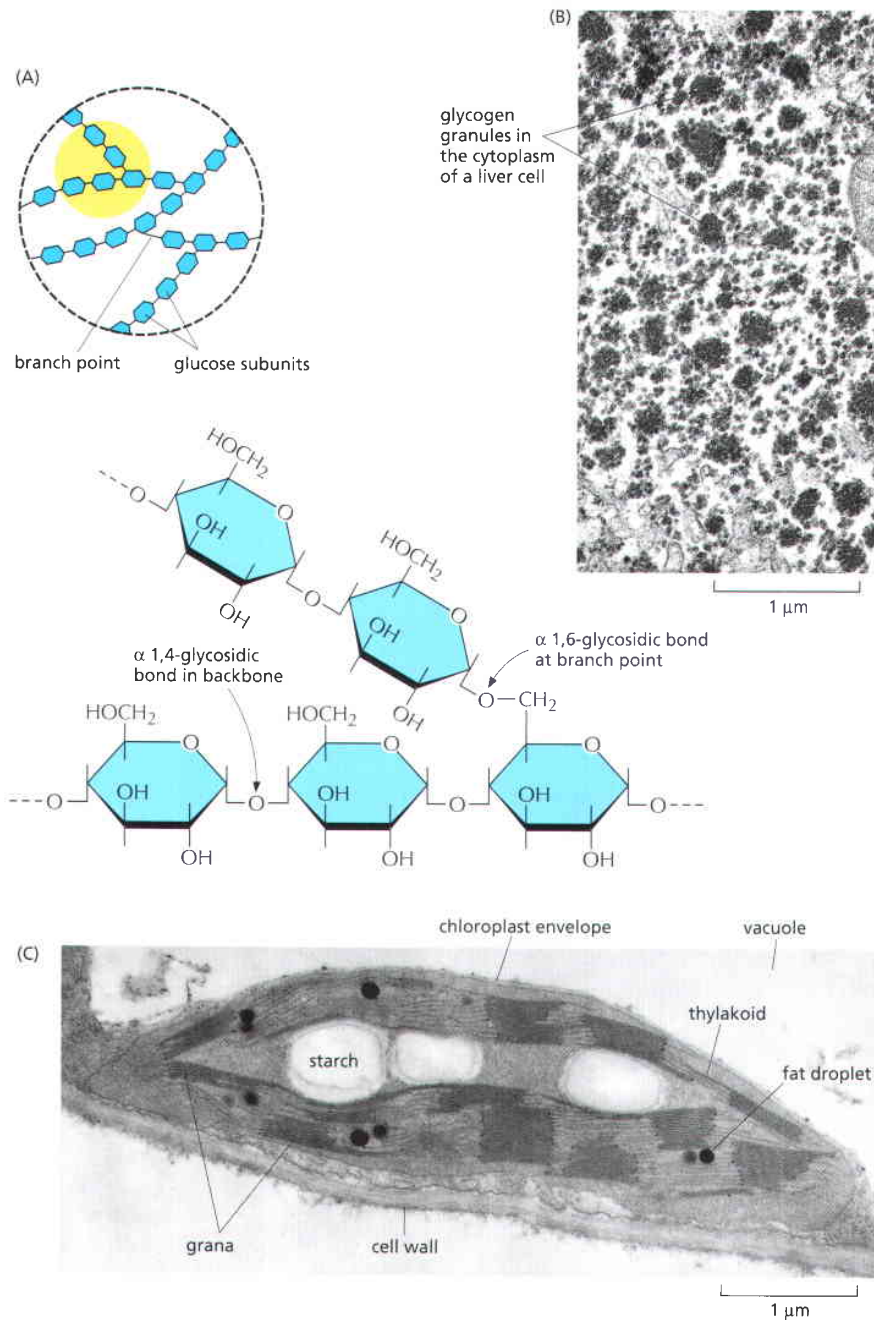 (A)
branch point
glucose subunits
(B)
glycogen
granules in
the cytoplasm
of a liver cell
1 μm
HOCH2
O
O
OH
OH
O
HOCH2
O
OH
OH
α 1,4-glycosidic
bond in backbone
α 1,6-glycosidic bond
at branch point
O—CH2
HOCH2
HOCH2
O
O
O
O
OH
O
OH
O
OH
O
OH
OH
OH
(C)
chloroplast envelope
vacuole
thylakoid
fat droplet
starch
grana
cell wall
1 μm